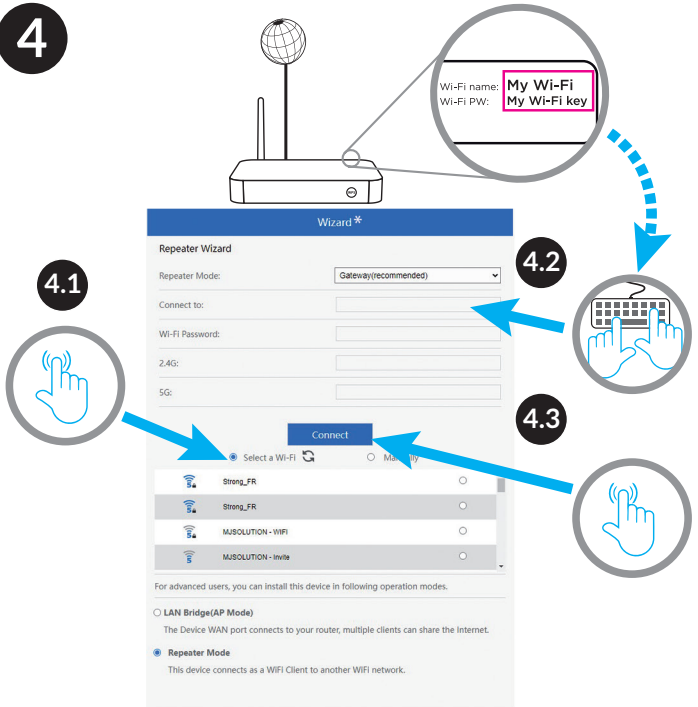 4
Wi-Fi name: My Wi-Fi
Wi-Fi PW: My Wi-Fi key
Wizard *
Repeater Wizard
4.1
4.2
Repeater Mode: Gateway(recommended)
Connect to:
Wi-Fi Password:
2.4G:
5G:
4.3
Connect
Select a Wi-Fi
Strong_FR
Strong_FR
MJSOLUTION - WIFI
MJSOLUTION - Invite
For advanced users, you can install this device in following operation modes.
LAN Bridge(AP Mode)
The Device WAN port connects to your router, multiple clients can share the Internet.
Repeater Mode
This device connects as a WiFi Client to another WiFi network.